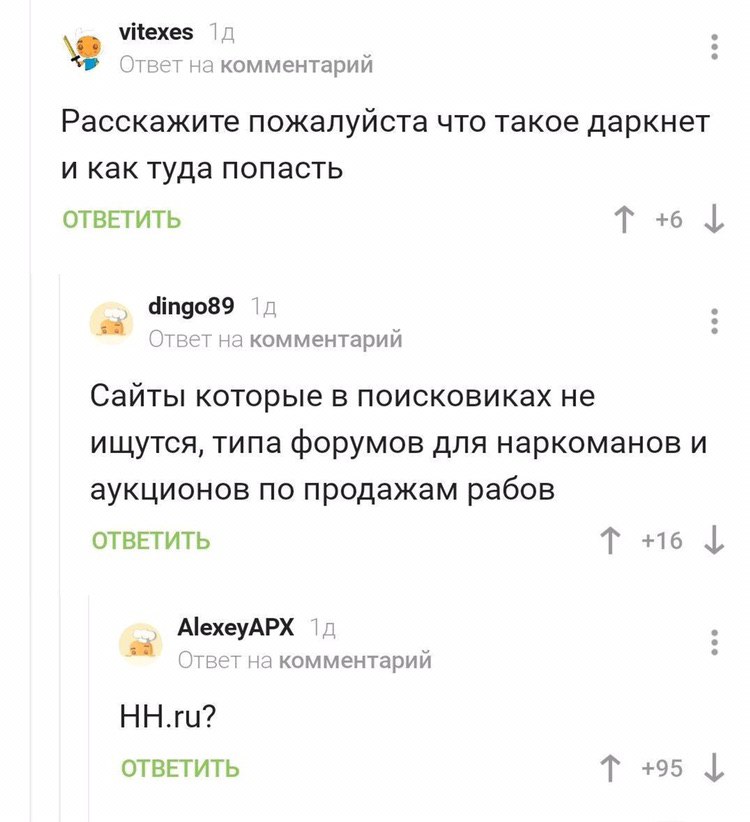 vitexes 1д
Ответ на комментарий
Расскажите пожалуйста что такое даркнет
и как туда попасть
ОТВЕТИТЬ +6
dingo89 1д
Ответ на комментарий
Сайты которые в поисковиках не
ищутся, типа форумов для наркоманов и
аукционов по продажам рабов
ОТВЕТИТЬ +16
AlexeyAPX 1д
Ответ на комментарий
HH.ru?
ОТВЕТИТЬ +95